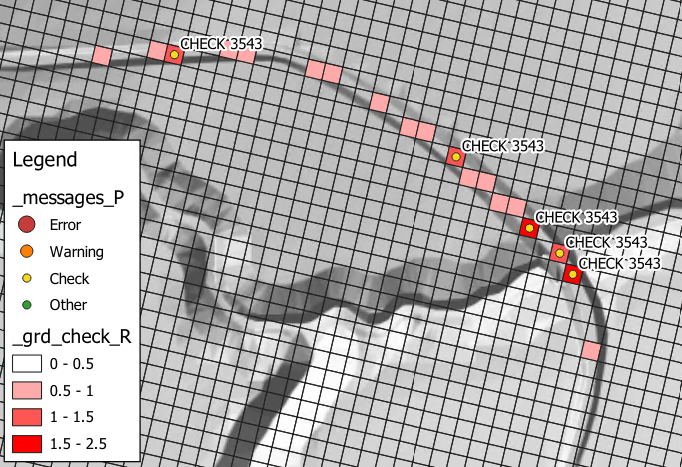 CHECK 3543
CHECK 3543
CHECK 3543
CHECK 3543
CHECK 3543
Legend
_messages_P
Error
Warning
Check
Other
_grd_check_R
0 - 0.5
0.5 - 1
1 - 1.5
1.5 - 2.5